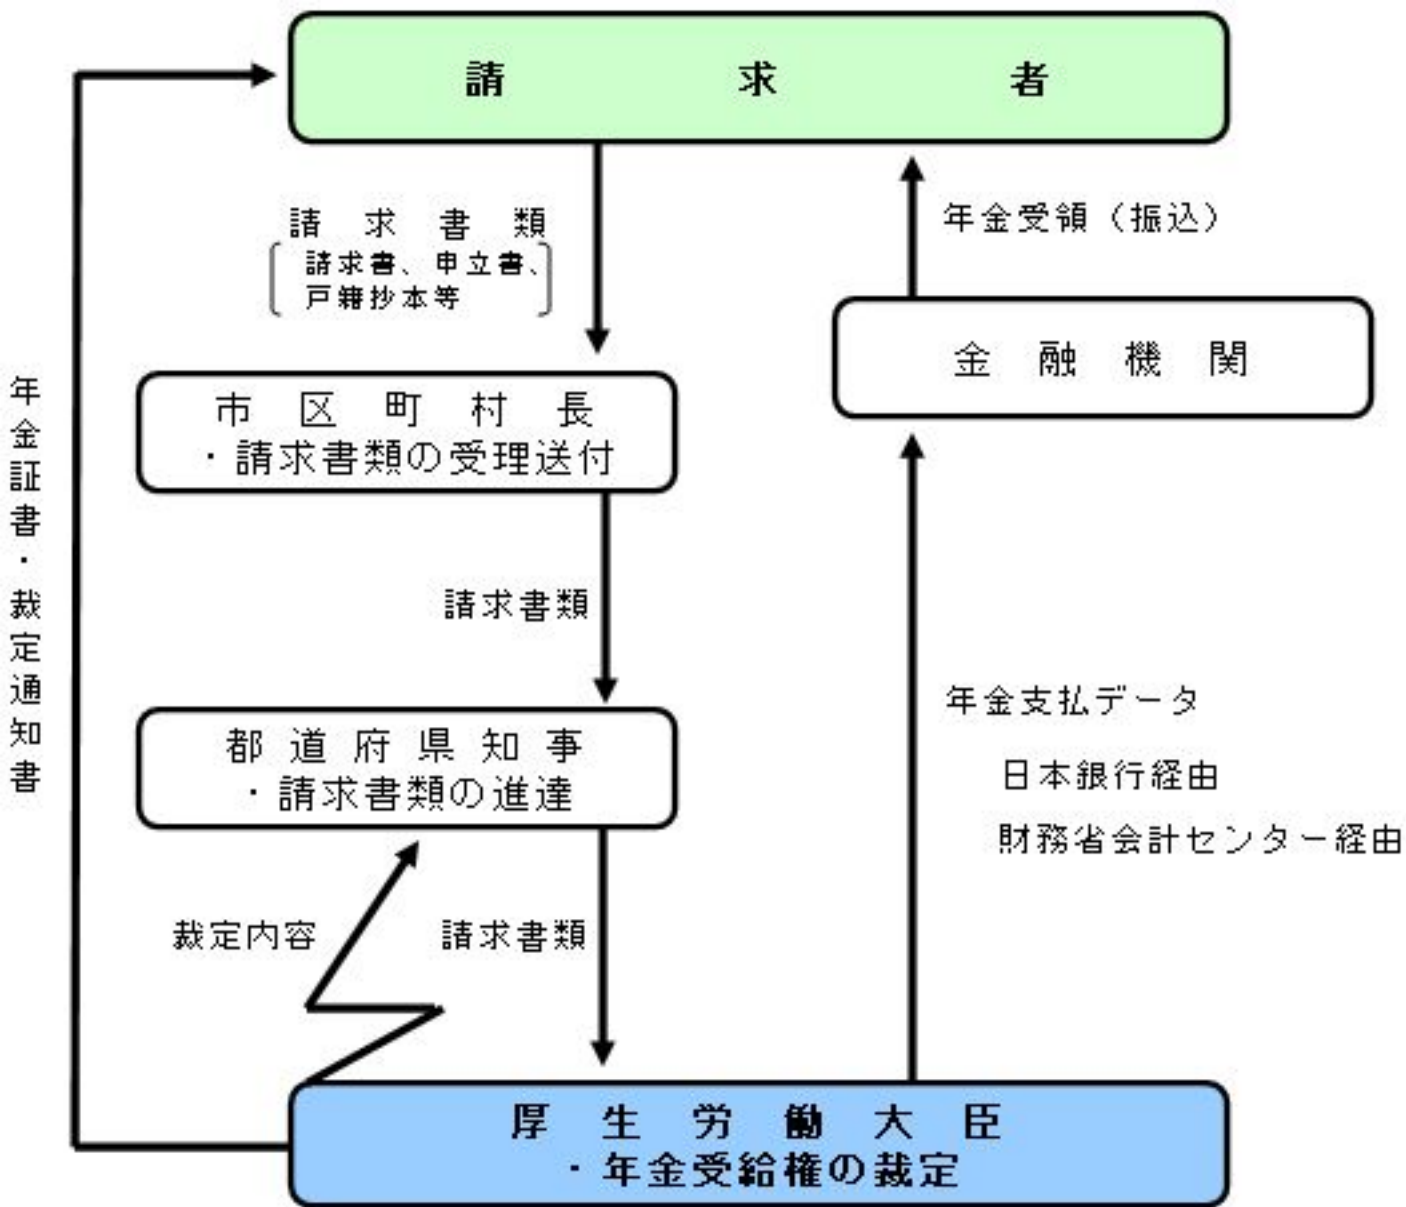 請求者
請求書類
請求書、申立書、
戸籍抄本等
年金受領（振込）
金融機関
市区町村長
・請求書類の受理送付
請求書類
年金証書・裁定通知書
年金支払データ
日本銀行経由
財務省会計センター経由
都道府県知事
・請求書類の進達
裁定内容
請求書類
厚生労働大臣
・年金受給権の裁定